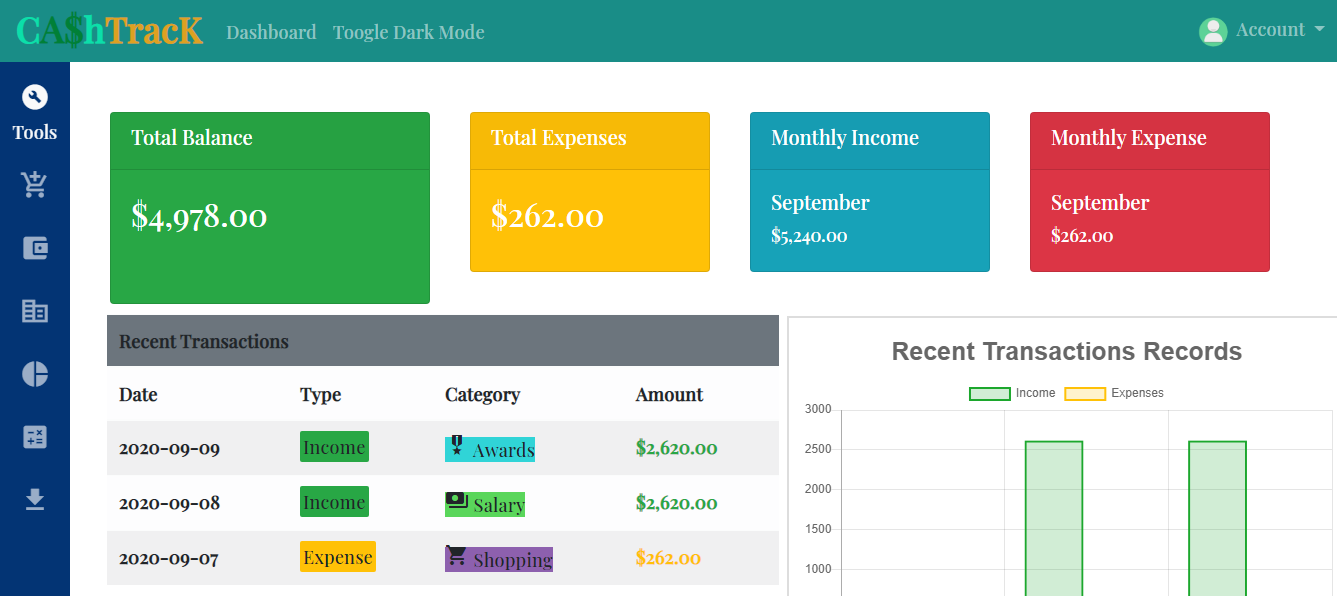 CA$hTracK Dashboard Toogle Dark Mode Account
Tools
Total Balance
$4,978.00
Total Expenses
$262.00
Monthly Income
September
$5,240.00
Monthly Expense
September
$262.00
Recent Transactions
Date Type Category Amount
2020-09-09 Income Awards $2,620.00
2020-09-08 Income Salary $2,620.00
2020-09-07 Expense Shopping $262.00
Recent Transactions Records
Income Expenses
3000
2500
2000
1500
1000